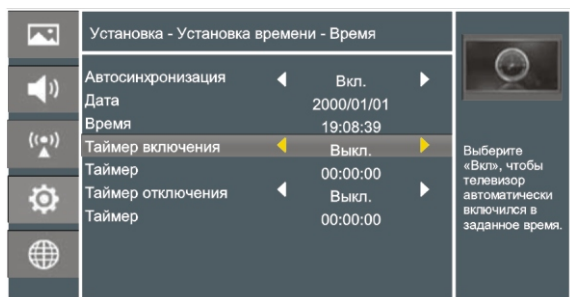 Установка - Установка времени - Время
Автосинхронизация Вкл.
Дата 2000/01/01
Время 19:08:39
Таймер включения Выкл.
Таймер 00:00:00
Таймер отключения Выкл.
Таймер 00:00:00
Выберите
«Вкл», чтобы
телевизор
автоматически
включился в
заданное время.